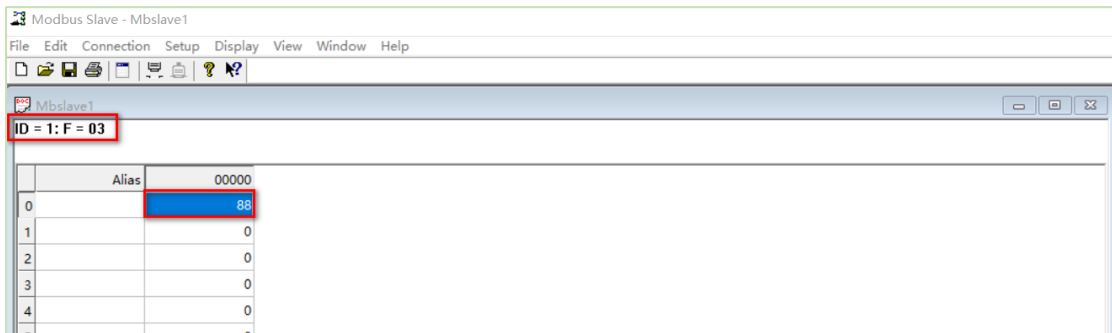 Modbus Slave - Mbslave1
File Edit Connection Setup Display View Window Help
Mbslave1
ID = 1: F = 03
Alias 00000
0 88
1 0
2 0
3 0
4 0